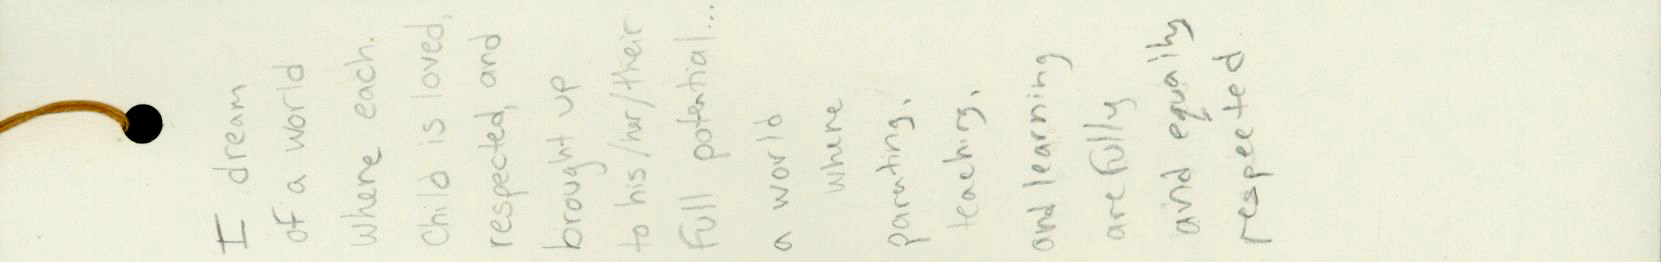 I dream
of a world
where each
child is loved,
respected, and
brought up
to his/her/their
full potential...
a world
where
parenting,
teaching,
and learning
are fully
and equally
respected.